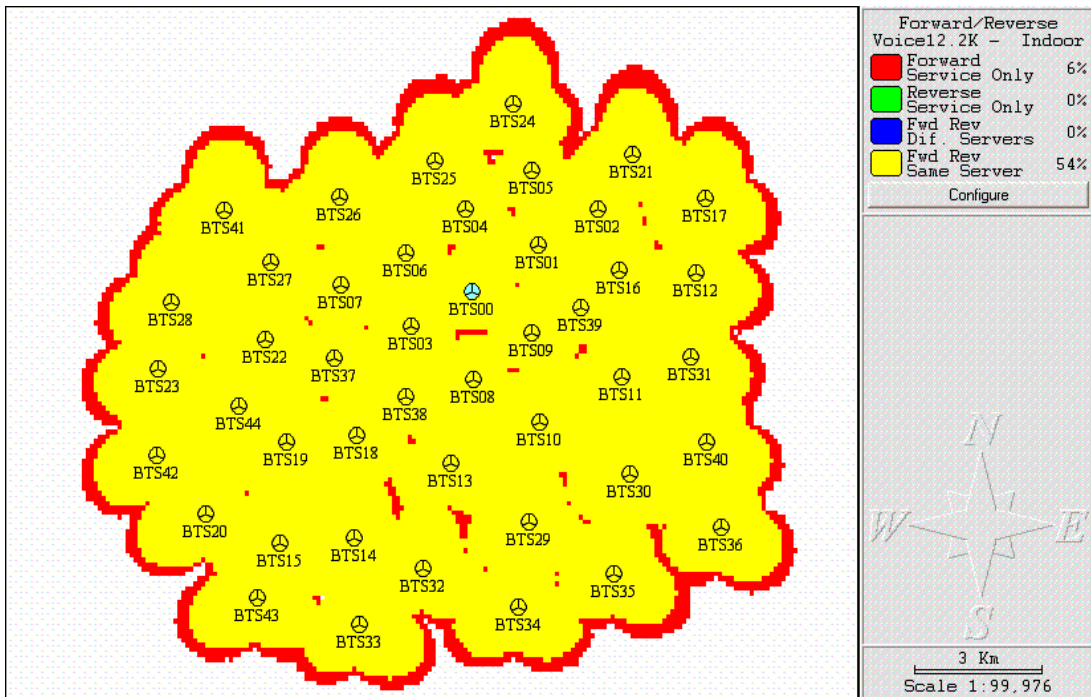 Forward/Reverse
Voice12.2K - Indoor
Forward
Service Only 6%
Reverse
Service Only 0%
Fwd Rev
Dif. Servers 0%
Fwd Rev
Same Server 54%
Configure
BTS24
BTS25
BTS05
BTS21
BTS26
BTS41
BTS04
BTS02
BTS17
BTS01
BTS06
BTS27
BTS16
BTS12
BTS07
BTS00
BTS28
BTS39
BTS03
BTS09
BTS22
BTS37
BTS31
BTS23
BTS08
BTS11
BTS38
BTS44
BTS10
BTS18
BTS19
BTS40
BTS42
BTS13
BTS30
BTS20
BTS29
BTS36
BTS14
BTS15
BTS32
BTS35
BTS43
BTS34
BTS33
N
W
E
S
3 Km
Scale 1:99,976